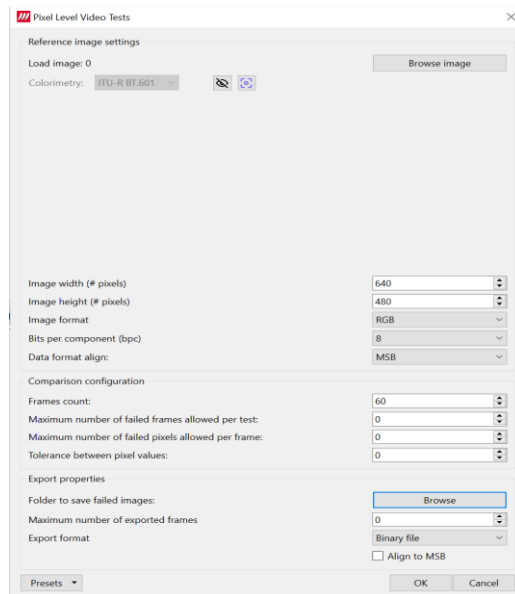 Pixel Level Video Tests
Reference image settings
Load image: 0 Browse image
Colorimetry: ITU-R BT.601
Image width (# pixels) 640
Image height (# pixels) 480
Image format RGB
Bits per component (bpc) 8
Data format align: MSB
Comparison configuration
Frames count: 60
Maximum number of failed frames allowed per test: 0
Maximum number of failed pixels allowed per frame: 0
Tolerance between pixel values: 0
Export properties
Folder to save failed images: Browse
Maximum number of exported frames 0
Export format Binary file
Align to MSB
Presets OK Cancel